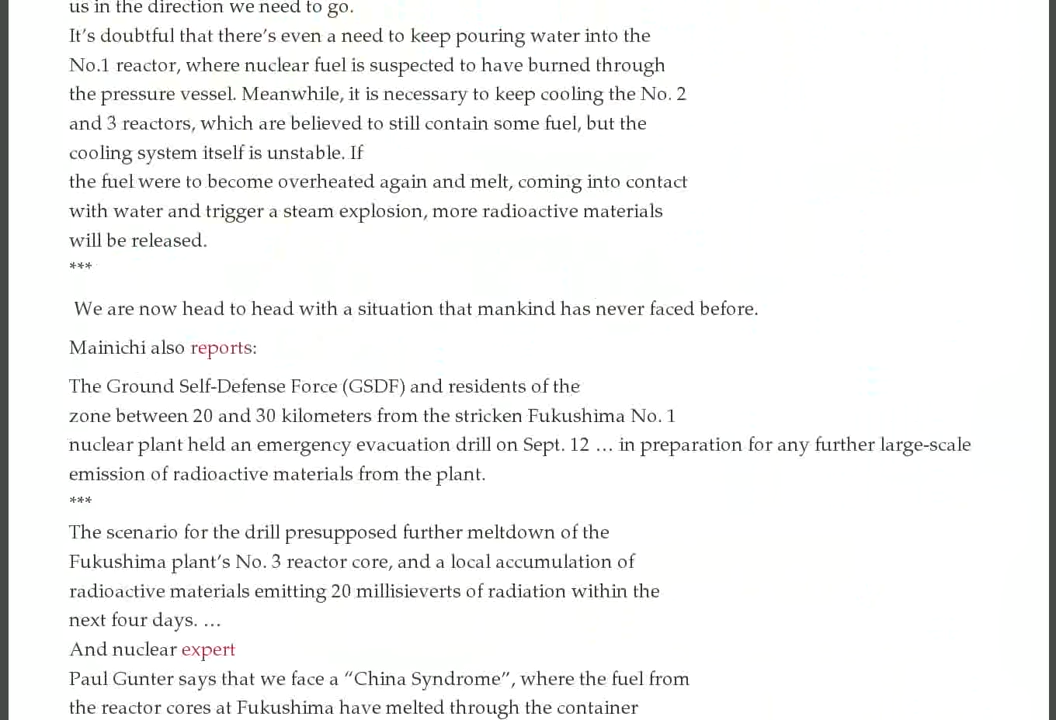 us in the direction we need to go.
It's doubtful that there's even a need to keep pouring water into the
No.1 reactor, where nuclear fuel is suspected to have burned through
the pressure vessel. Meanwhile, it is necessary to keep cooling the No. 2
and 3 reactors, which are believed to still contain some fuel, but the
cooling system itself is unstable. If
the fuel were to become overheated again and melt, coming into contact
with water and trigger a steam explosion, more radioactive materials
will be released.
***
We are now head to head with a situation that mankind has never faced before.
Mainichi also reports:
The Ground Self-Defense Force (GSDF) and residents of the
zone between 20 and 30 kilometers from the stricken Fukushima No. 1
nuclear plant held an emergency evacuation drill on Sept. 12 … in preparation for any further large-scale
emission of radioactive materials from the plant.
***
The scenario for the drill presupposed further meltdown of the
Fukushima plant's No. 3 reactor core, and a local accumulation of
radioactive materials emitting 20 millisieverts of radiation within the
next four days. …
And nuclear expert
Paul Gunter says that we face a "China Syndrome", where the fuel from
the reactor cores at Fukushima have melted through the container